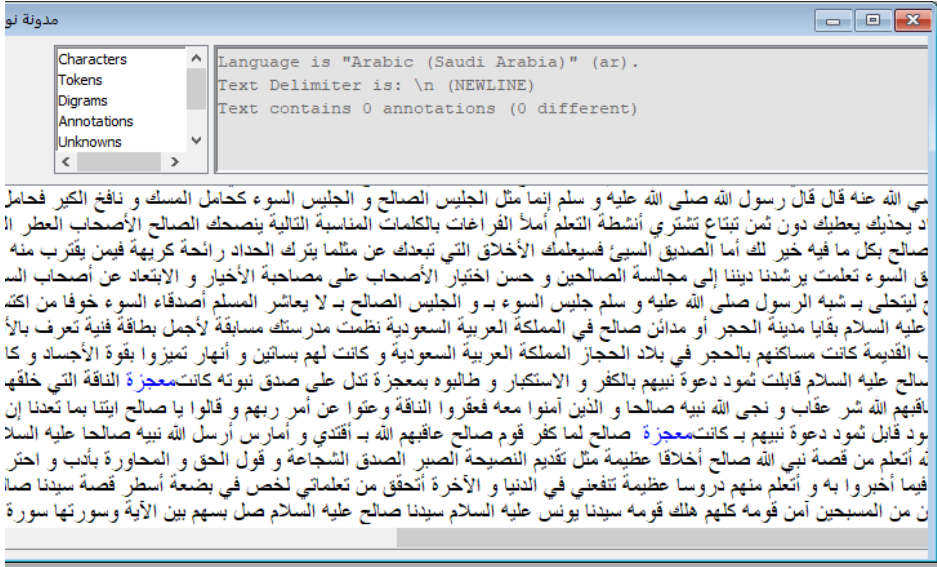 مدونة نو
Characters
Tokens
Digrams
Annotations
Unknowns
Language is "Arabic (Saudi Arabia)" (ar).
Text Delimiter is: \n (NEWLINE)
Text contains 0 annotations (0 different)
ضي الله عنه قال قال رسول الله صلى الله عليه و سلم إنما مثل الجليس الصالح و الجليس السوء كحامل المسك و نافخ الكير فحامل
يحذيك يعطيك دون ثمن تبتاع تشتري أنشطة التعلم أملأ الفراغات بالكلمات المناسبة التالية ينصحك الصالح الأصحاب العطر
صالح بكل ما فيه خير لك أما الصديق السيئ فسيعلمك الأخلاق التي تبعدك عن مثلما يترك الحداد رائحة كريهة فيمن يقترب منه
ق السوء تعلمت يرشدنا ديننا إلى مجالسة الصالحين و حسن اختيار الأصحاب على مصاحبة الأخيار و الابتعاد عن أصحاب
ليتحلى بـ شبه الرسول صلى الله عليه و سلم جليس السوء بـ و الجليس الصالح بـ لا يعاشر المسلم أصدقاء السوء خوفا من
عليه السلام بقايا مدينة الحجر أو مدائن صالح في المملكة العربية السعودية نظمت مدرستك مسابقة لأجمل بطاقة فنية تعرف
ب القديمة كانت مساكنهم بالحجر في بلاد الحجاز المملكة العربية السعودية و كانت لهم بساتين و أنهار تميزوا بقوة الأجساد و كا
صالح عليه السلام قابلت ثمود دعوة نبيهم بالكفر و الاستكبار و طالبوه بمعجزة تدل على صدق نبوته كانتمعجزة الناقة التي خلقها
اقبهم الله شر عقاب و نجى الله نبيه صالحا و الذين آمنوا معه فعقروا الناقة وعتوا عن أمر ربهم و قالوا يا صالح ايتنا بما تعدنا إن
ود قابل ثمود دعوة نبيهم بـ كانتمعجزة صالح لما كفر قوم صالح عاقبهم الله بـ أقتدي و أمارس أرسل الله نبيه صالحا عليه السلا
أتعلم من قصة نبي الله صالح أخلاقا عظيمة مثل تقديم النصيحة الصبر الصدق الشجاعة و قول الحق و المحاورة بأدب و احتر
فيما أخبروا به و أتعلم منهم دروسا عظيمة تنفعني في الدنيا و الآخرة أتحقق من تعلماتي لخص في بضعة أسطر قصة سيدنا صا
ن من المسبحين آمن قومه كلهم هلك قومه سيدنا يونس عليه السلام سيدنا صالح عليه السلام صل بسهم بين الآية وسورتها سورة